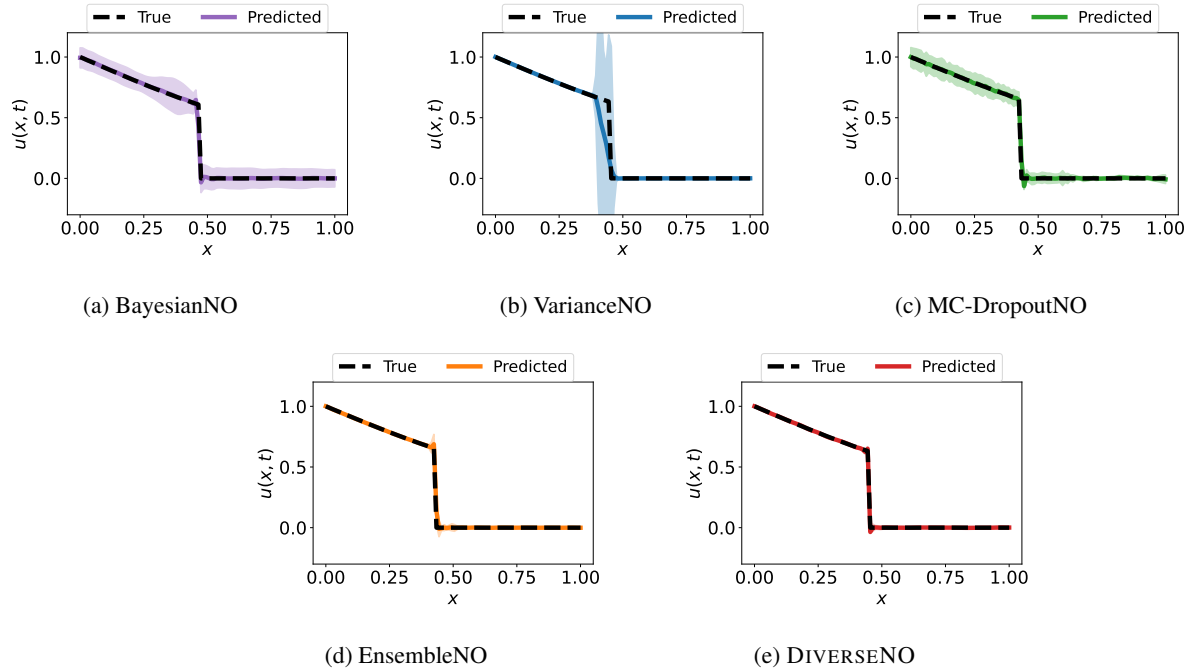 True Predicted
1.0
0.5
0.0
u(x, t)
0.00 0.25 0.50 0.75 1.00
x
(a) BayesianNO
True Predicted
1.0
0.5
0.0
u(x, t)
0.00 0.25 0.50 0.75 1.00
x
(b) VarianceNO
True Predicted
1.0
0.5
0.0
u(x, t)
0.00 0.25 0.50 0.75 1.00
x
(c) MC-DropoutNO
True Predicted
1.0
0.5
0.0
u(x, t)
0.00 0.25 0.50 0.75 1.00
x
(d) EnsembleNO
True Predicted
1.0
0.5
0.0
u(x, t)
0.00 0.25 0.50 0.75 1.00
x
(e) DIVERSENO